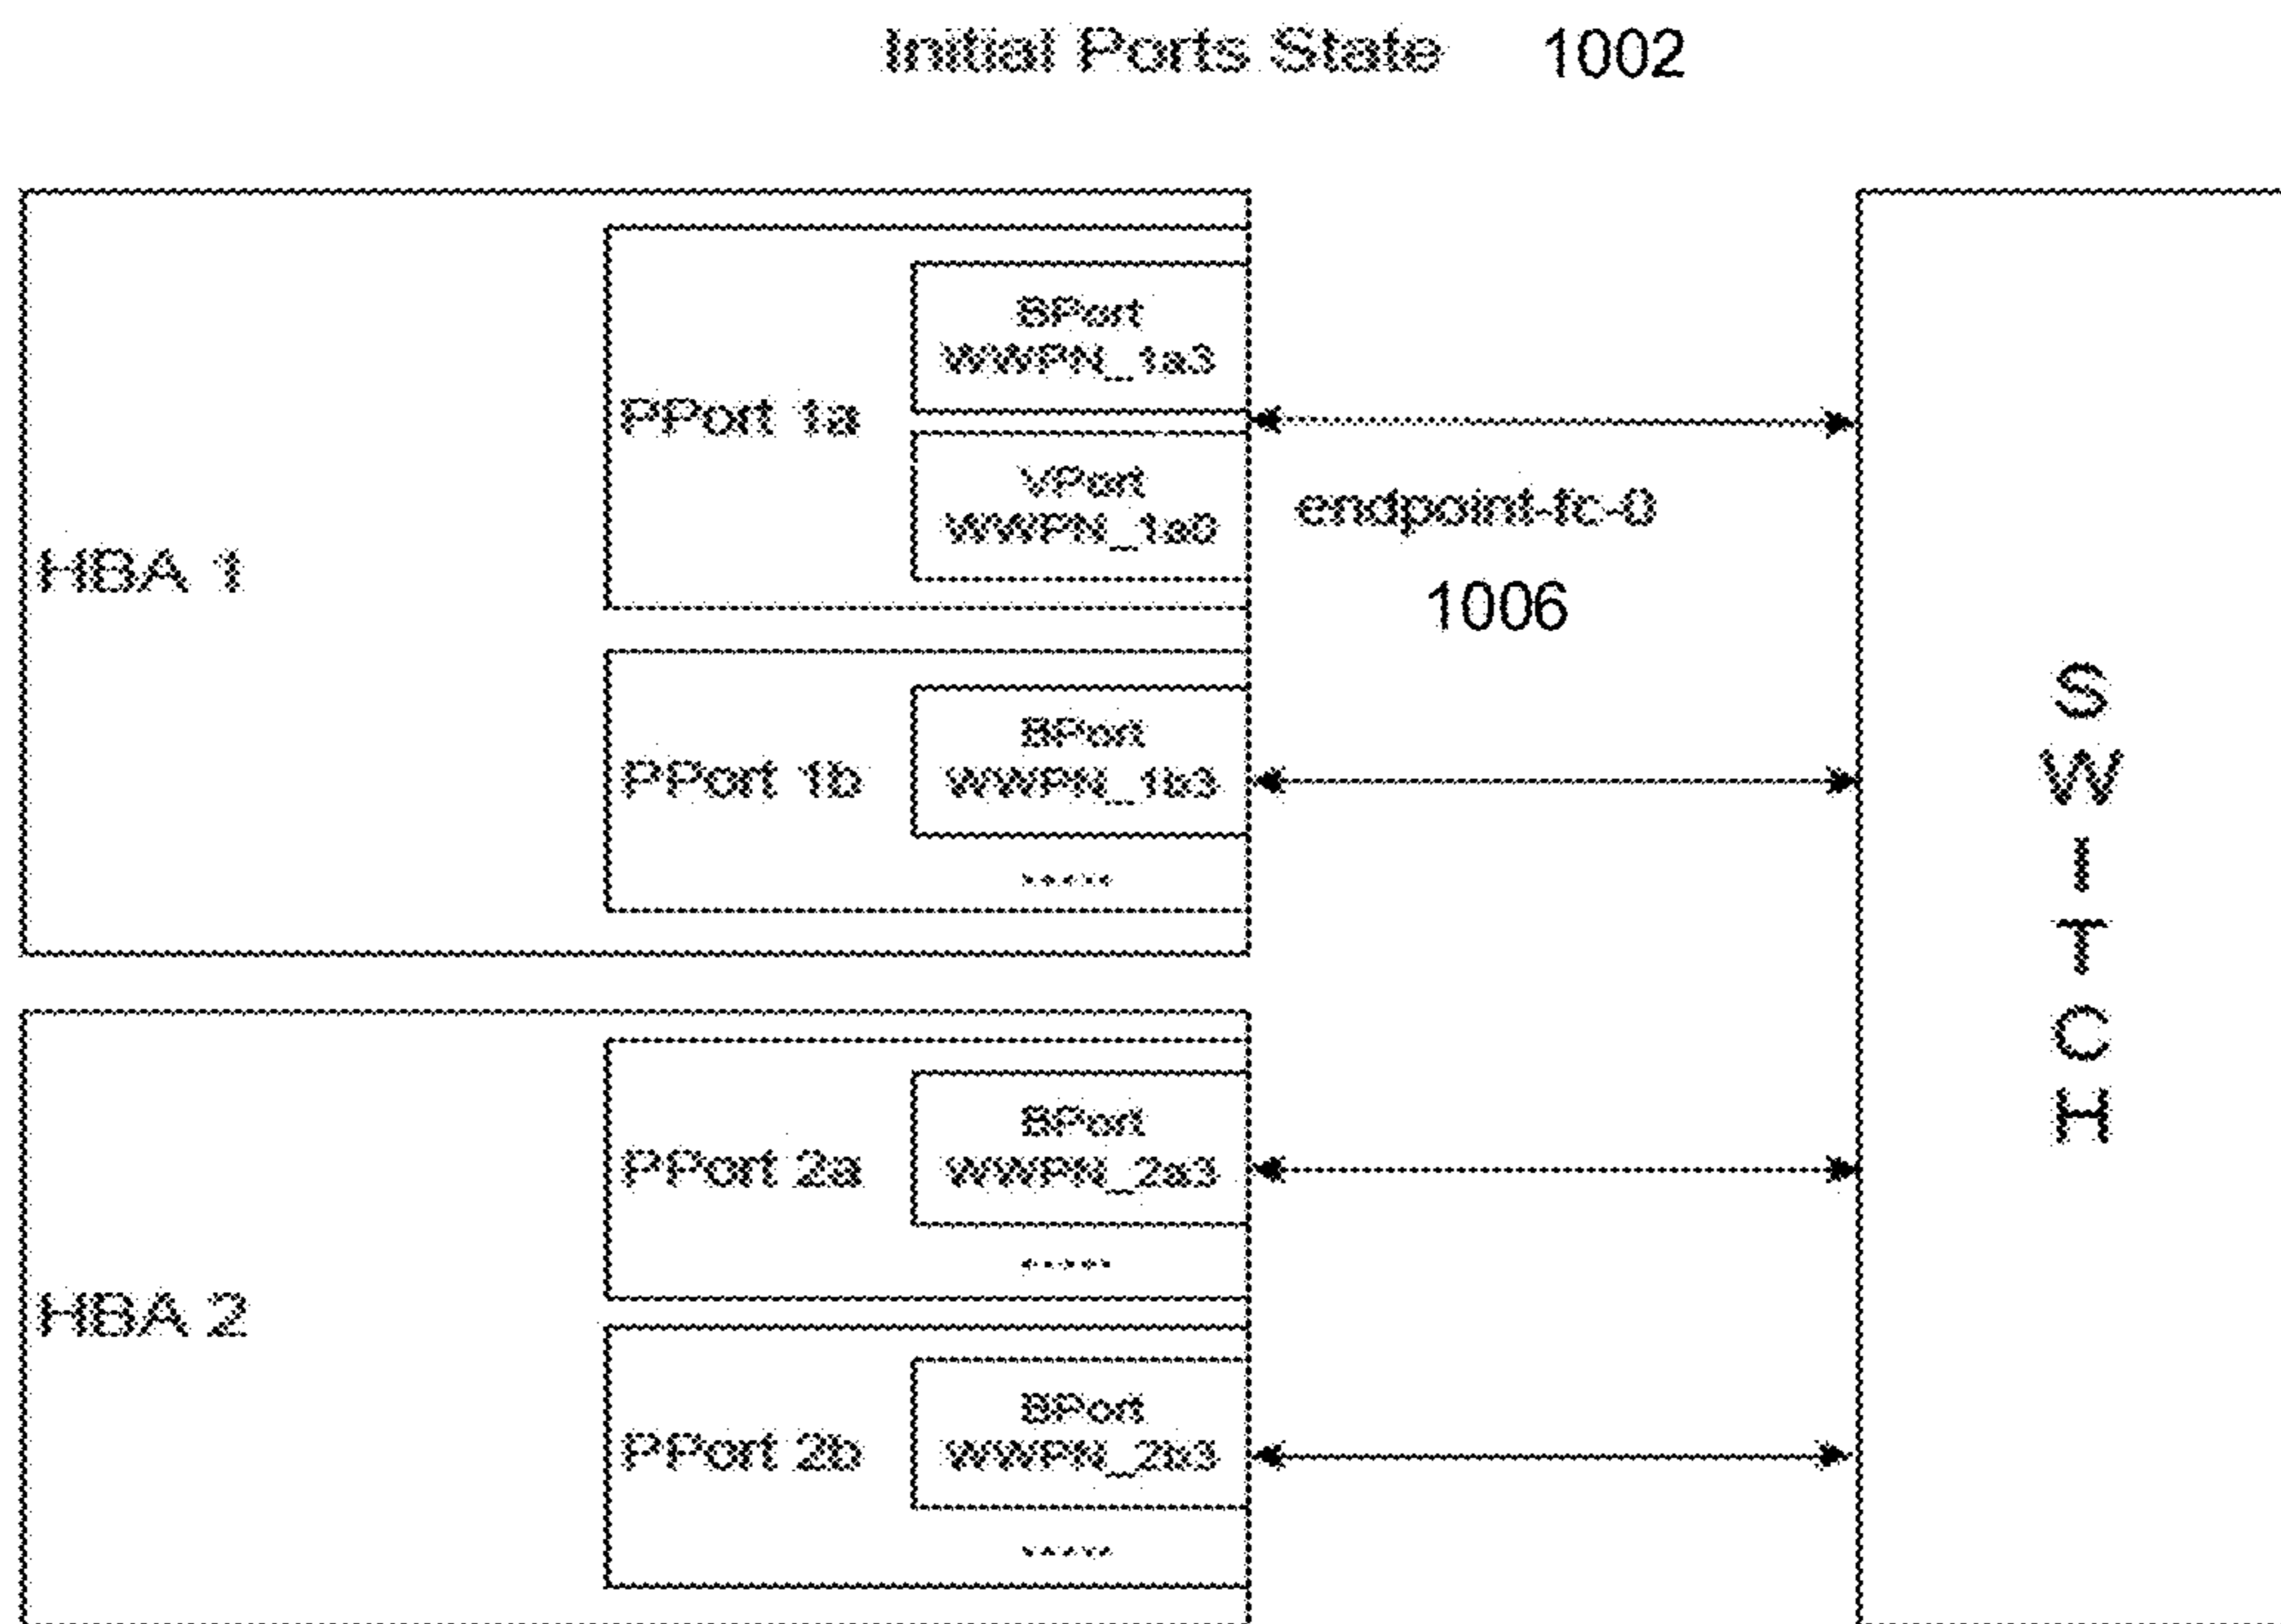 Initial Ports State 1002
BPort
WWPN_1a3
PPort 1a
VPort
WWPN_1a0
endpoint-fc-0
HBA 1
1006
BPort
WWPN_1b3
PPort 1b
.....
BPort
WWPN_2a3
PPort 2a
.....
HBA 2
BPort
WWPN_2b3
PPort 2b
.....
S
W
I
T
C
H